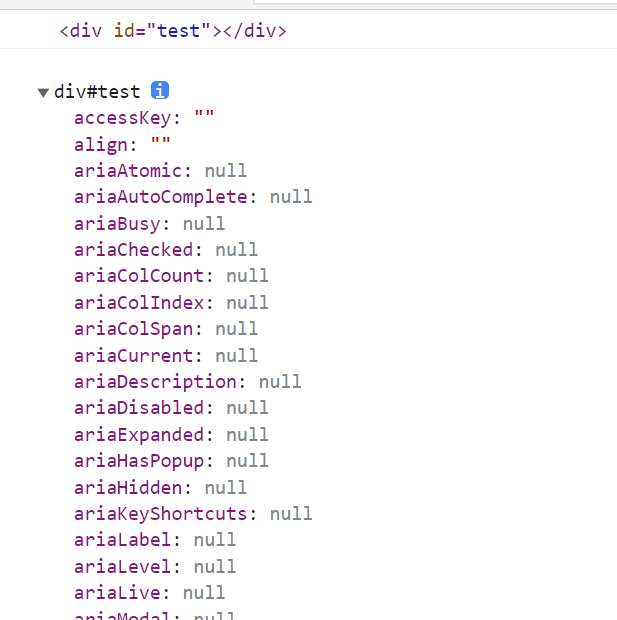 <div id="test"></div>
div#test i
accessKey: ""
align: ""
ariaAtomic: null
ariaAutoComplete: null
ariaBusy: null
ariaChecked: null
ariaColCount: null
ariaColIndex: null
ariaColSpan: null
ariaCurrent: null
ariaDescription: null
ariaDisabled: null
ariaExpanded: null
ariaHasPopup: null
ariaHidden: null
ariaKeyShortcuts: null
ariaLabel: null
ariaLevel: null
ariaLive: null
ariaModal: null